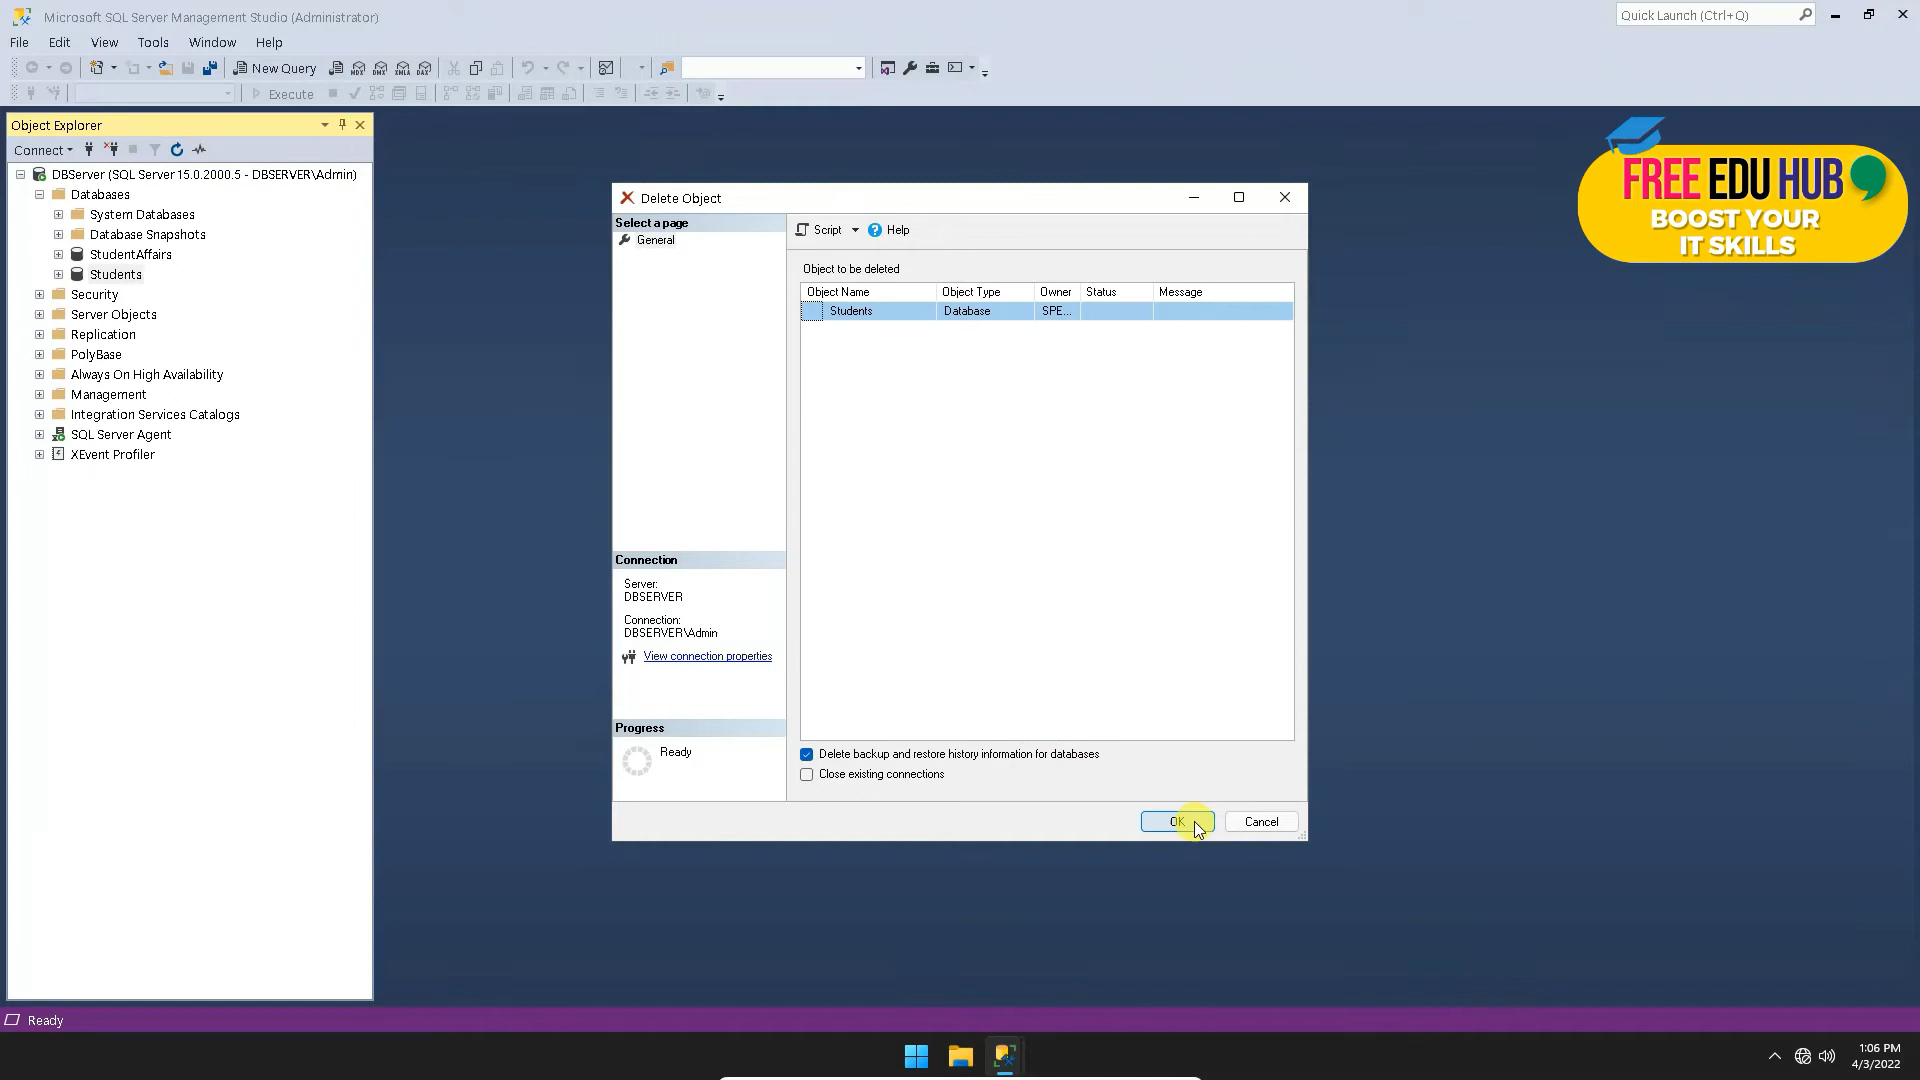 Microsoft SQL Server Management Studio (Administrator)
Quick Launch (Ctrl+Q)
File Edit View Tools Window Help
New Query
MDX DMX XMLA DAX
Execute
Object Explorer
Connect
DBServer (SQL Server 15.0.2000.5 - DBSERVER\Admin)
Databases
System Databases
Database Snapshots
StudentAffairs
Students
Security
Server Objects
Replication
PolyBase
Always On High Availability
Management
Integration Services Catalogs
SQL Server Agent
XEvent Profiler
Delete Object
Select a page
General
Connection
Server:
DBSERVER
Connection:
DBSERVER\Admin
View connection properties
Progress
Ready
Script Help
Object to be deleted
Object Name Object Type Owner Status Message
Students Database SPE...
Delete backup and restore history information for databases
Close existing connections
OK Cancel
FREE EDU HUB
BOOST YOUR
IT SKILLS
Ready
1:06 PM
4/3/2022